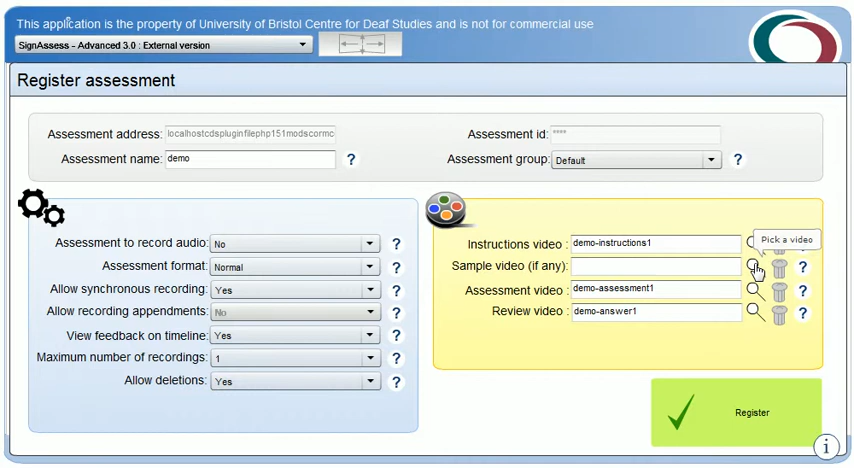 This application is the property of University of Bristol Centre for Deaf Studies and is not for commercial use
SignAssess - Advanced 3.0 : External version
Register assessment
Assessment address: localhostcdspluginfilephp151modscormc
Assessment id: ****
Assessment name: demo ?
Assessment group: Default ?
Assessment to record audio: No ?
Assessment format: Normal ?
Allow synchronous recording: Yes ?
Allow recording appendments: No ?
View feedback on timeline: Yes ?
Maximum number of recordings: 1 ?
Allow deletions: Yes ?
Instructions video : demo-instructions1
Pick a video
Sample video (if any): ?
Assessment video : demo-assessment1 ?
Review video : demo-answer1 ?
Register
i